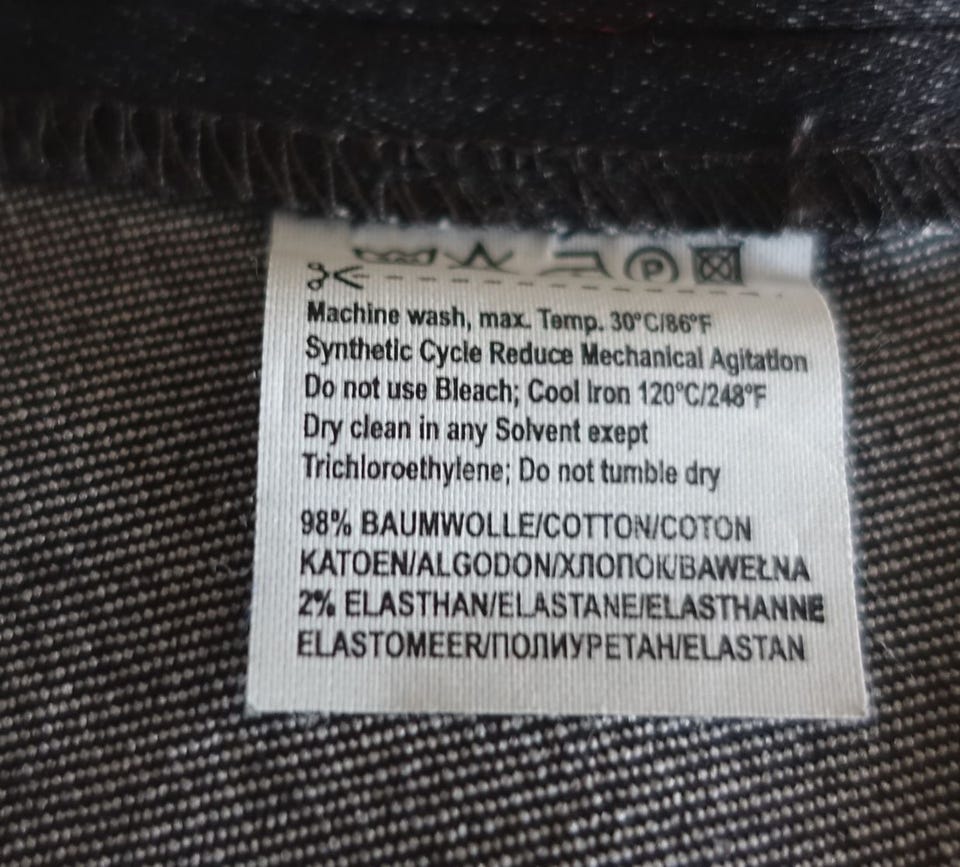 P
Machine wash, max. Temp. 30°C/86°F
Synthetic Cycle Reduce Mechanical Agitation
Do not use Bleach; Cool Iron 120°C/248°F
Dry clean in any Solvent exept
Trichloroethylene; Do not tumble dry
98% BAUMWOLLE/COTTON/COTON
KATOEN/ALGODON/ХЛОПОК/BAWEŁNA
2% ELASTHAN/ELASTANE/ELASTHANNE
ELASTOMEER/ПОЛИУРЕТАН/ELASTAN